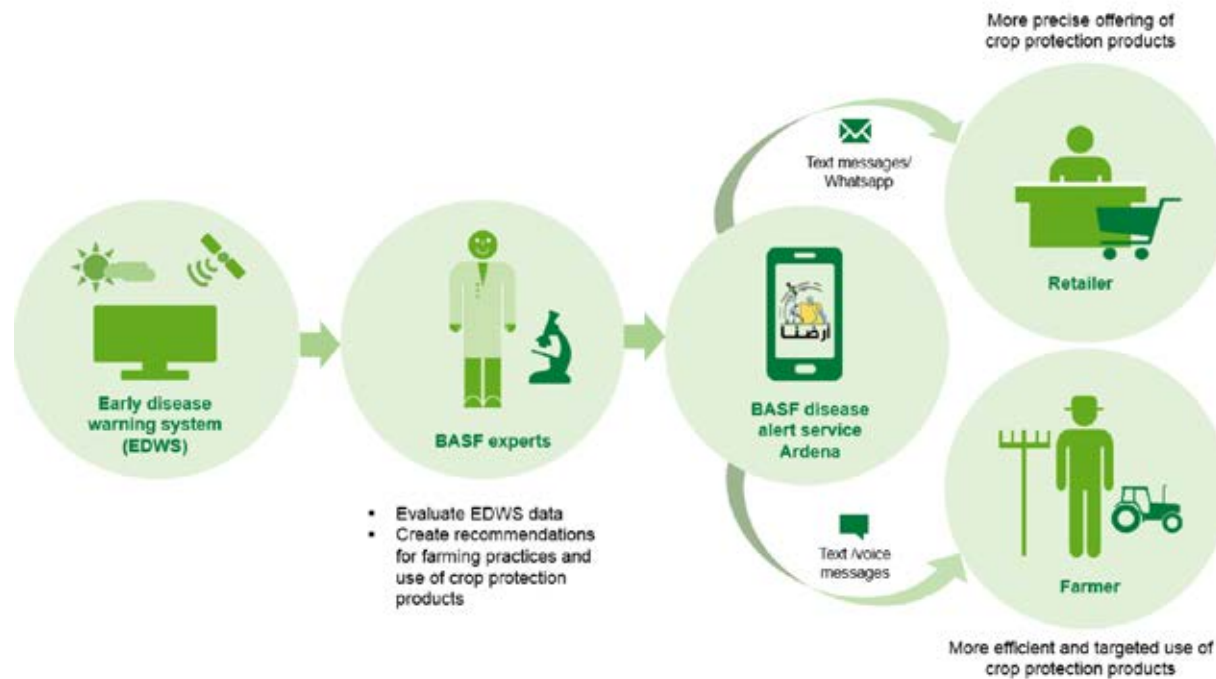 More precise offering of
crop protection products
Text messages/
Whatsapp
Retailer
Early disease
warning system
(EDWS)
BASF experts
أرضنا
BASF disease
alert service
Ardena
▪ Evaluate EDWS data
▪ Create recommendations
for farming practices and
use of crop protection
products
Text /voice
messages
Farmer
More efficient and targeted use of
crop protection products